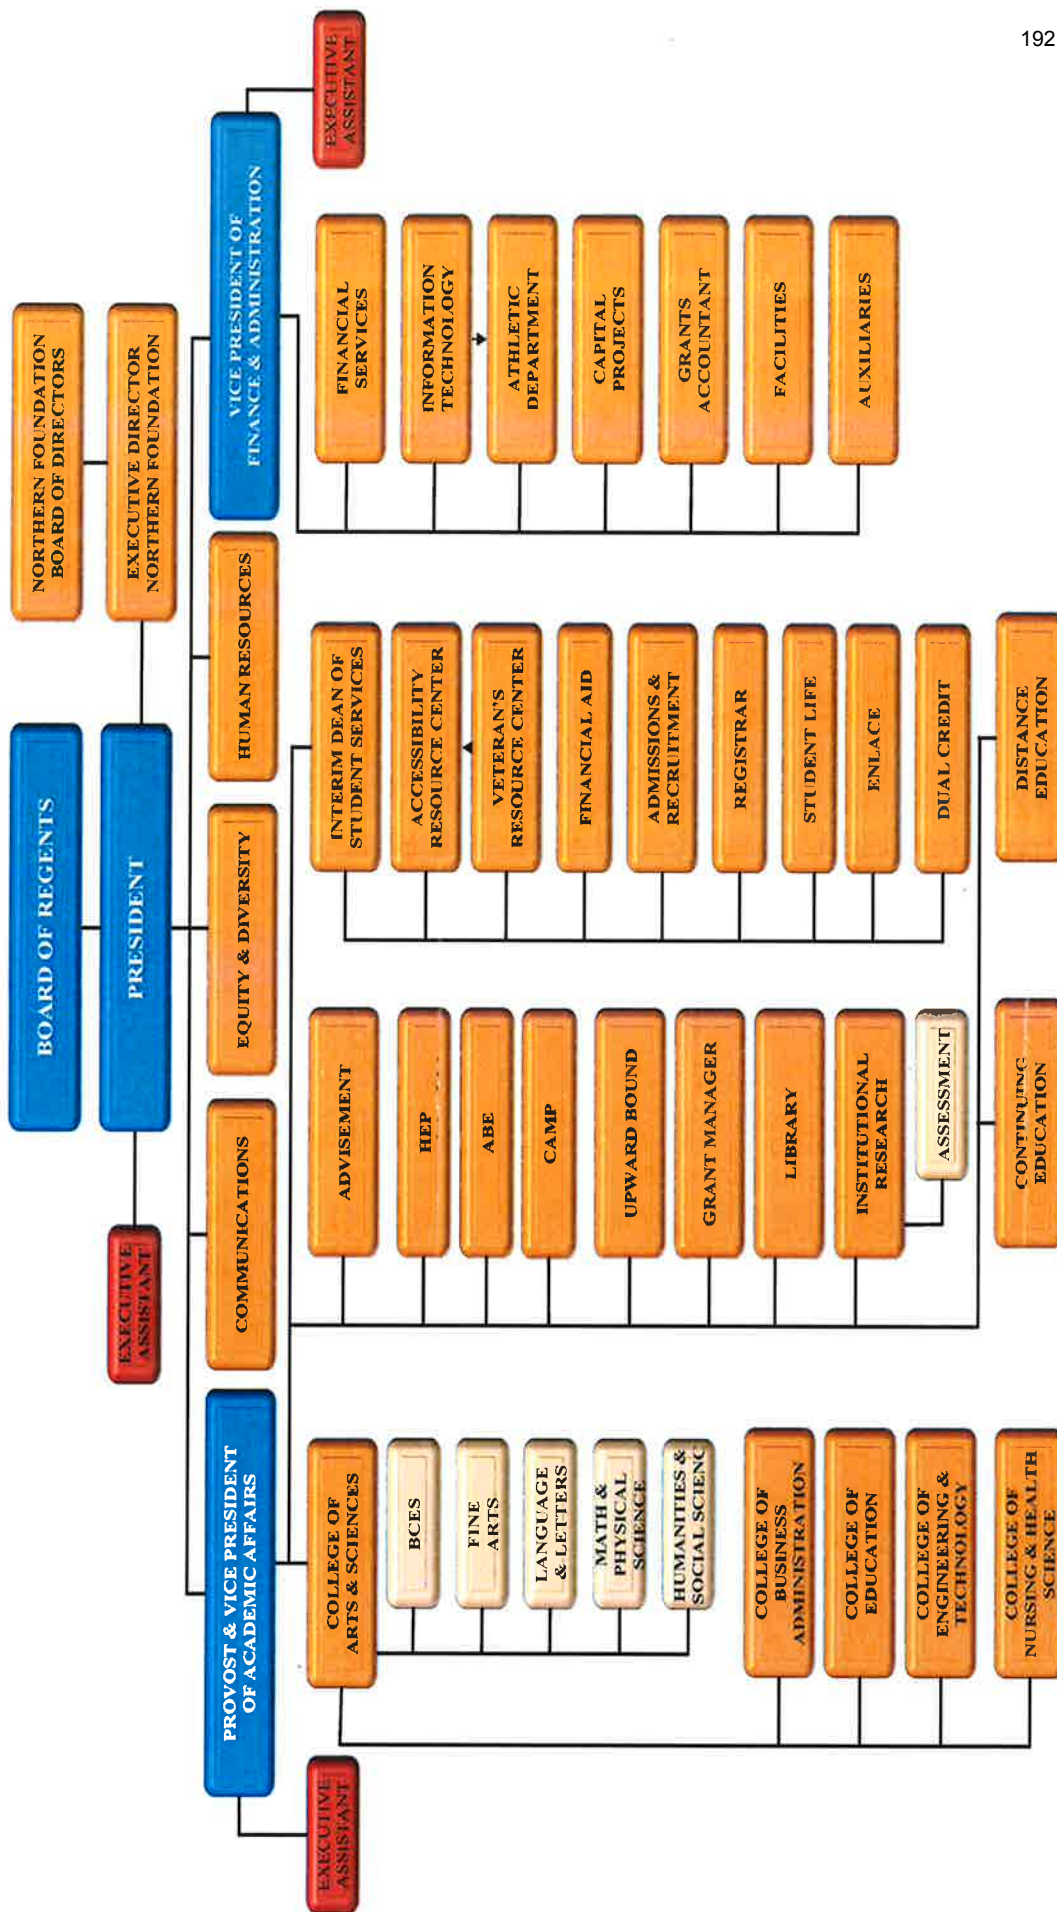 192
BOARD OF REGENTS
NORTHERN FOUNDATION
BOARD OF DIRECTORS
EXECUTIVE
ASSISTANT
PRESIDENT
EXECUTIVE DIRECTOR
NORTHERN FOUNDATION
PROVOST & VICE PRESIDENT
OF ACADEMIC AFFAIRS
COMMUNICATIONS
EQUITY & DIVERSITY
HUMAN RESOURCES
VICE PRESIDENT OF
FINANCE & ADMINISTRATION
EXECUTIVE
ASSISTANT
EXECUTIVE
ASSISTANT
COLLEGE OF
ARTS & SCIENCES
BCES
FINE
ARTS
LANGUAGE
& LETTERS
MATH &
PHYSICAL
SCIENCE
HUMANITIES &
SOCIAL SCIENC
COLLEGE OF
BUSINESS
ADMINISTRATION
COLLEGE OF
EDUCATION
COLLEGE OF
ENGINEERING &
TECHNOLOGY
COLLEGE OF
NURSING & HEALTH
SCIENCE
ADVISEMENT
HEP
ABE
CAMP
UPWARD BOUND
GRANT MANAGER
LIBRARY
INSTITUTIONAL
RESEARCH
ASSESSMENT
CONTINUING
EDUCATION
INTERIM DEAN OF
STUDENT SERVICES
ACCESSIBILITY
RESOURCE CENTER
VETERAN'S
RESOURCE CENTER
FINANCIAL AID
ADMISSIONS &
RECRUITMENT
REGISTRAR
STUDENT LIFE
ENLACE
DUAL CREDIT
DISTANCE
EDUCATION
FINANCIAL
SERVICES
INFORMATION
TECHNOLOGY
ATHLETIC
DEPARTMENT
CAPITAL
PROJECTS
GRANTS
ACCOUNTANT
FACILITIES
AUXILIARIES